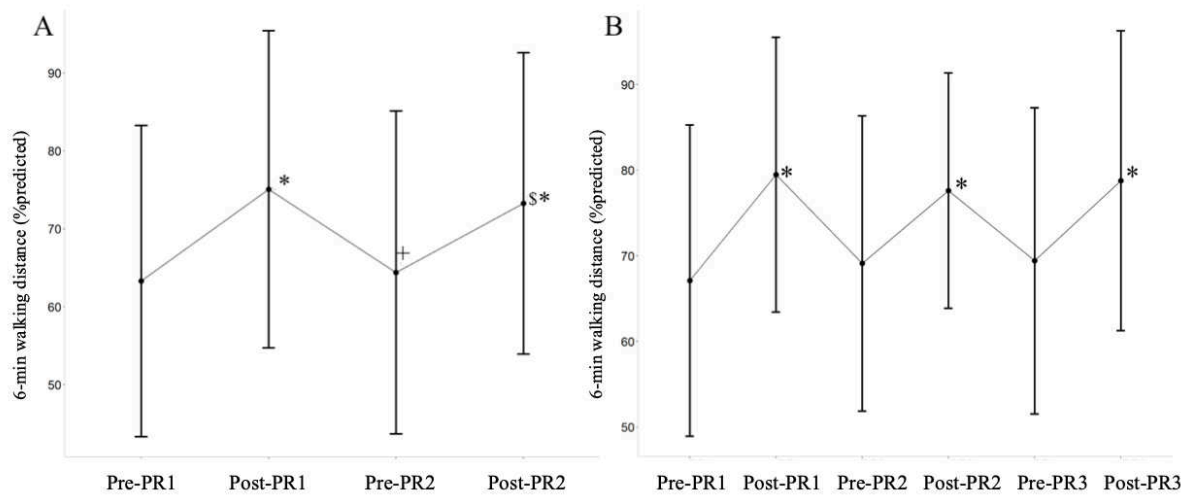 A
6-min walking distance (%predicted)
90
80
70
60
50
*
+
$*
Pre-PR1 Post-PR1 Pre-PR2 Post-PR2
B
6-min walking distance (%predicted)
90
80
70
60
50
*
*
*
Pre-PR1 Post-PR1 Pre-PR2 Post-PR2 Pre-PR3 Post-PR3